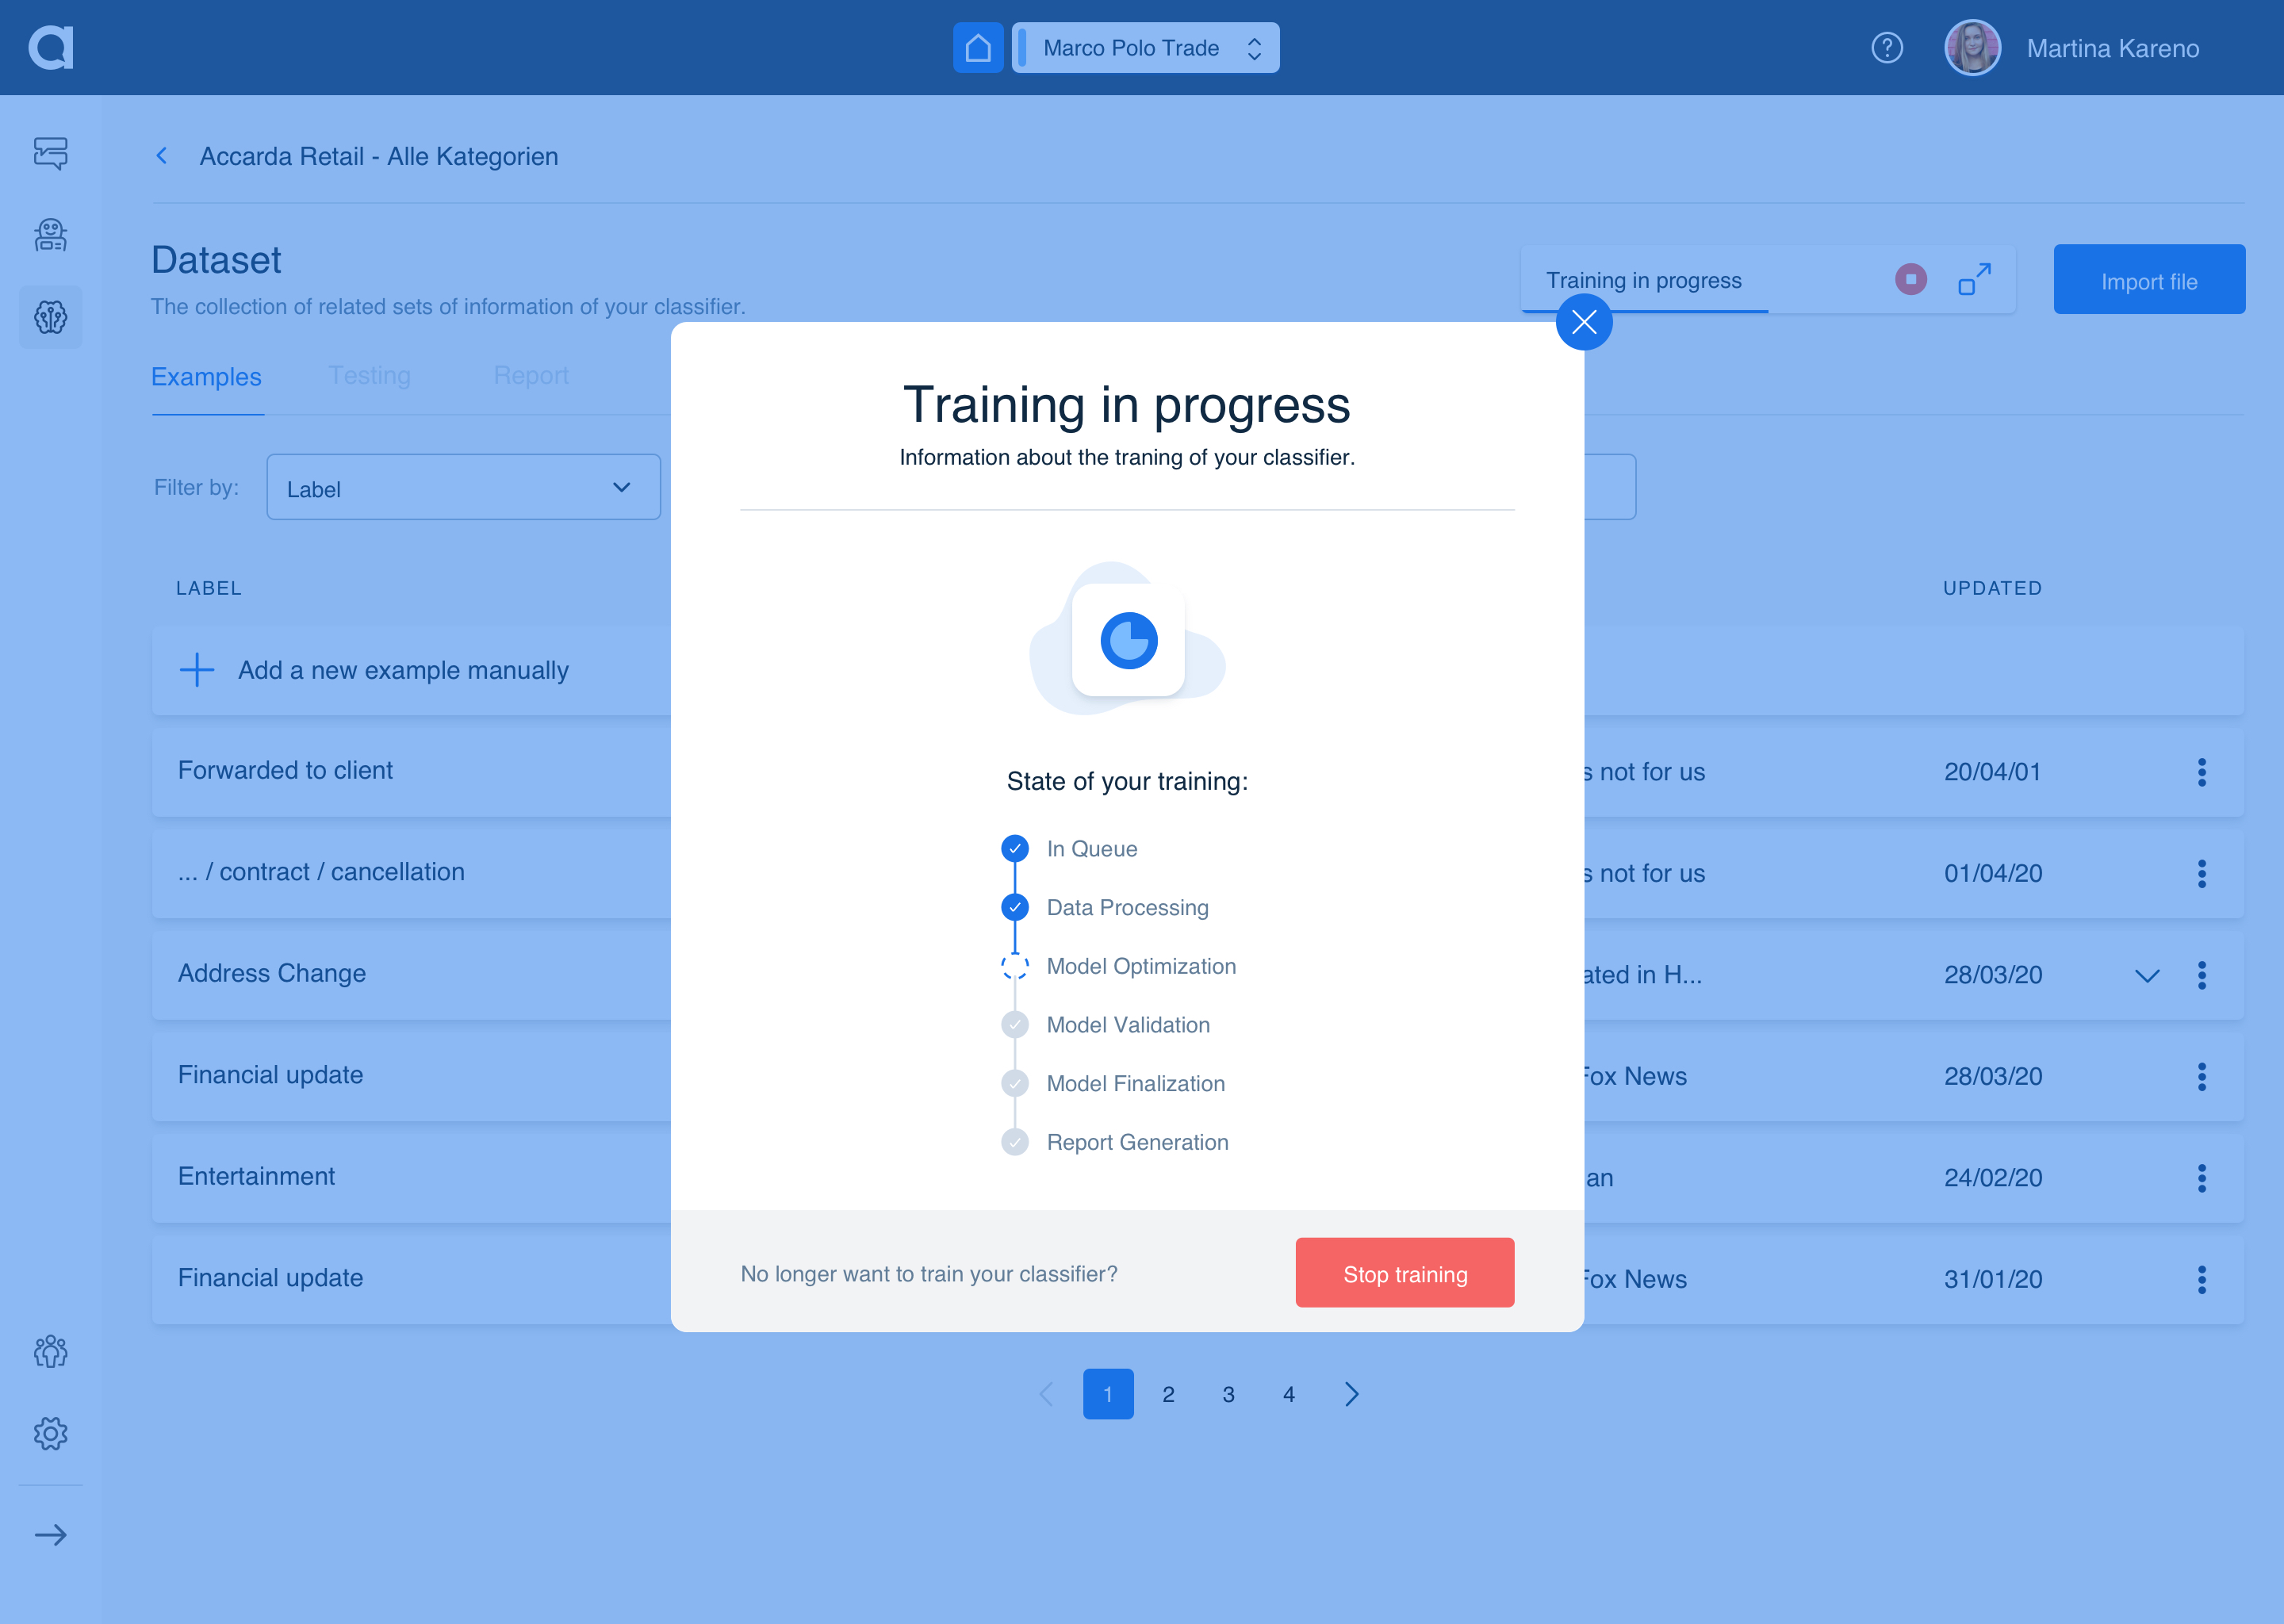 Marco Polo Trade
Martina Kareno
Accarda Retail - Alle Kategorien
Dataset
The collection of related sets of information of your classifier.
Training in progress
Import file
Examples
Testing
Report
Filter by:
Label
LABEL
UPDATED
Add a new example manually
Forwarded to client
s not for us
20/04/01
... / contract / cancellation
s not for us
01/04/20
Address Change
ated in H...
28/03/20
Financial update
Fox News
28/03/20
Entertainment
an
24/02/20
Financial update
Fox News
31/01/20
1
2
3
4
Training in progress
Information about the traning of your classifier.
State of your training:
In Queue
Data Processing
Model Optimization
Model Validation
Model Finalization
Report Generation
No longer want to train your classifier?
Stop training